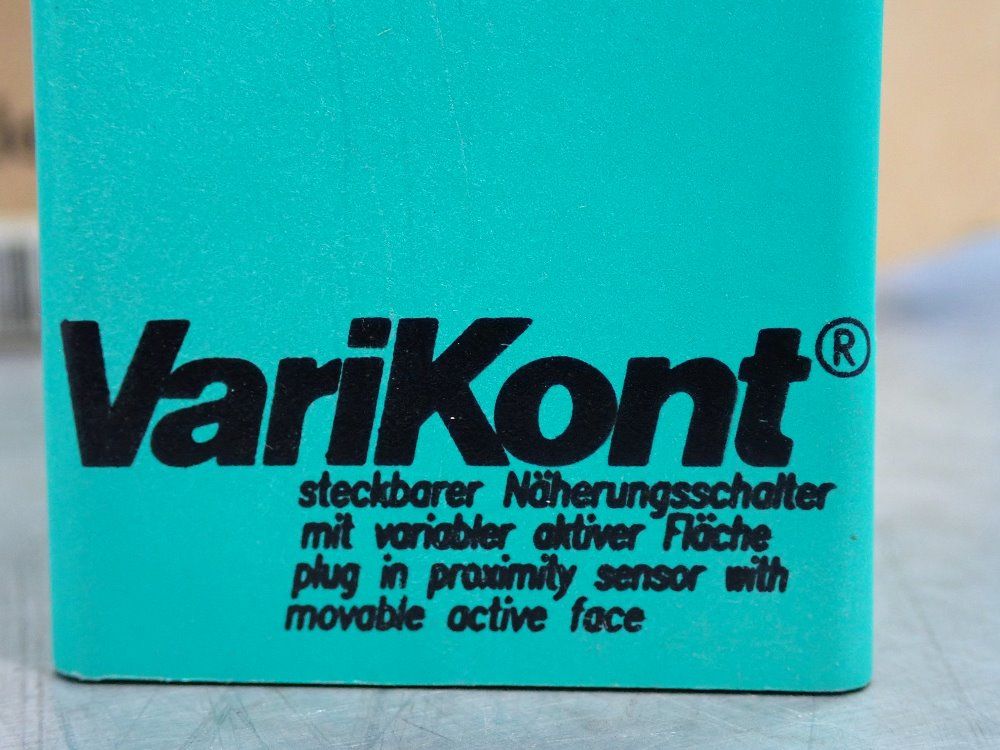 VariKont®
steckbarer Näherungsschalter
mit variabler aktiver Fläche
plug in proximity sensor with
movable active face